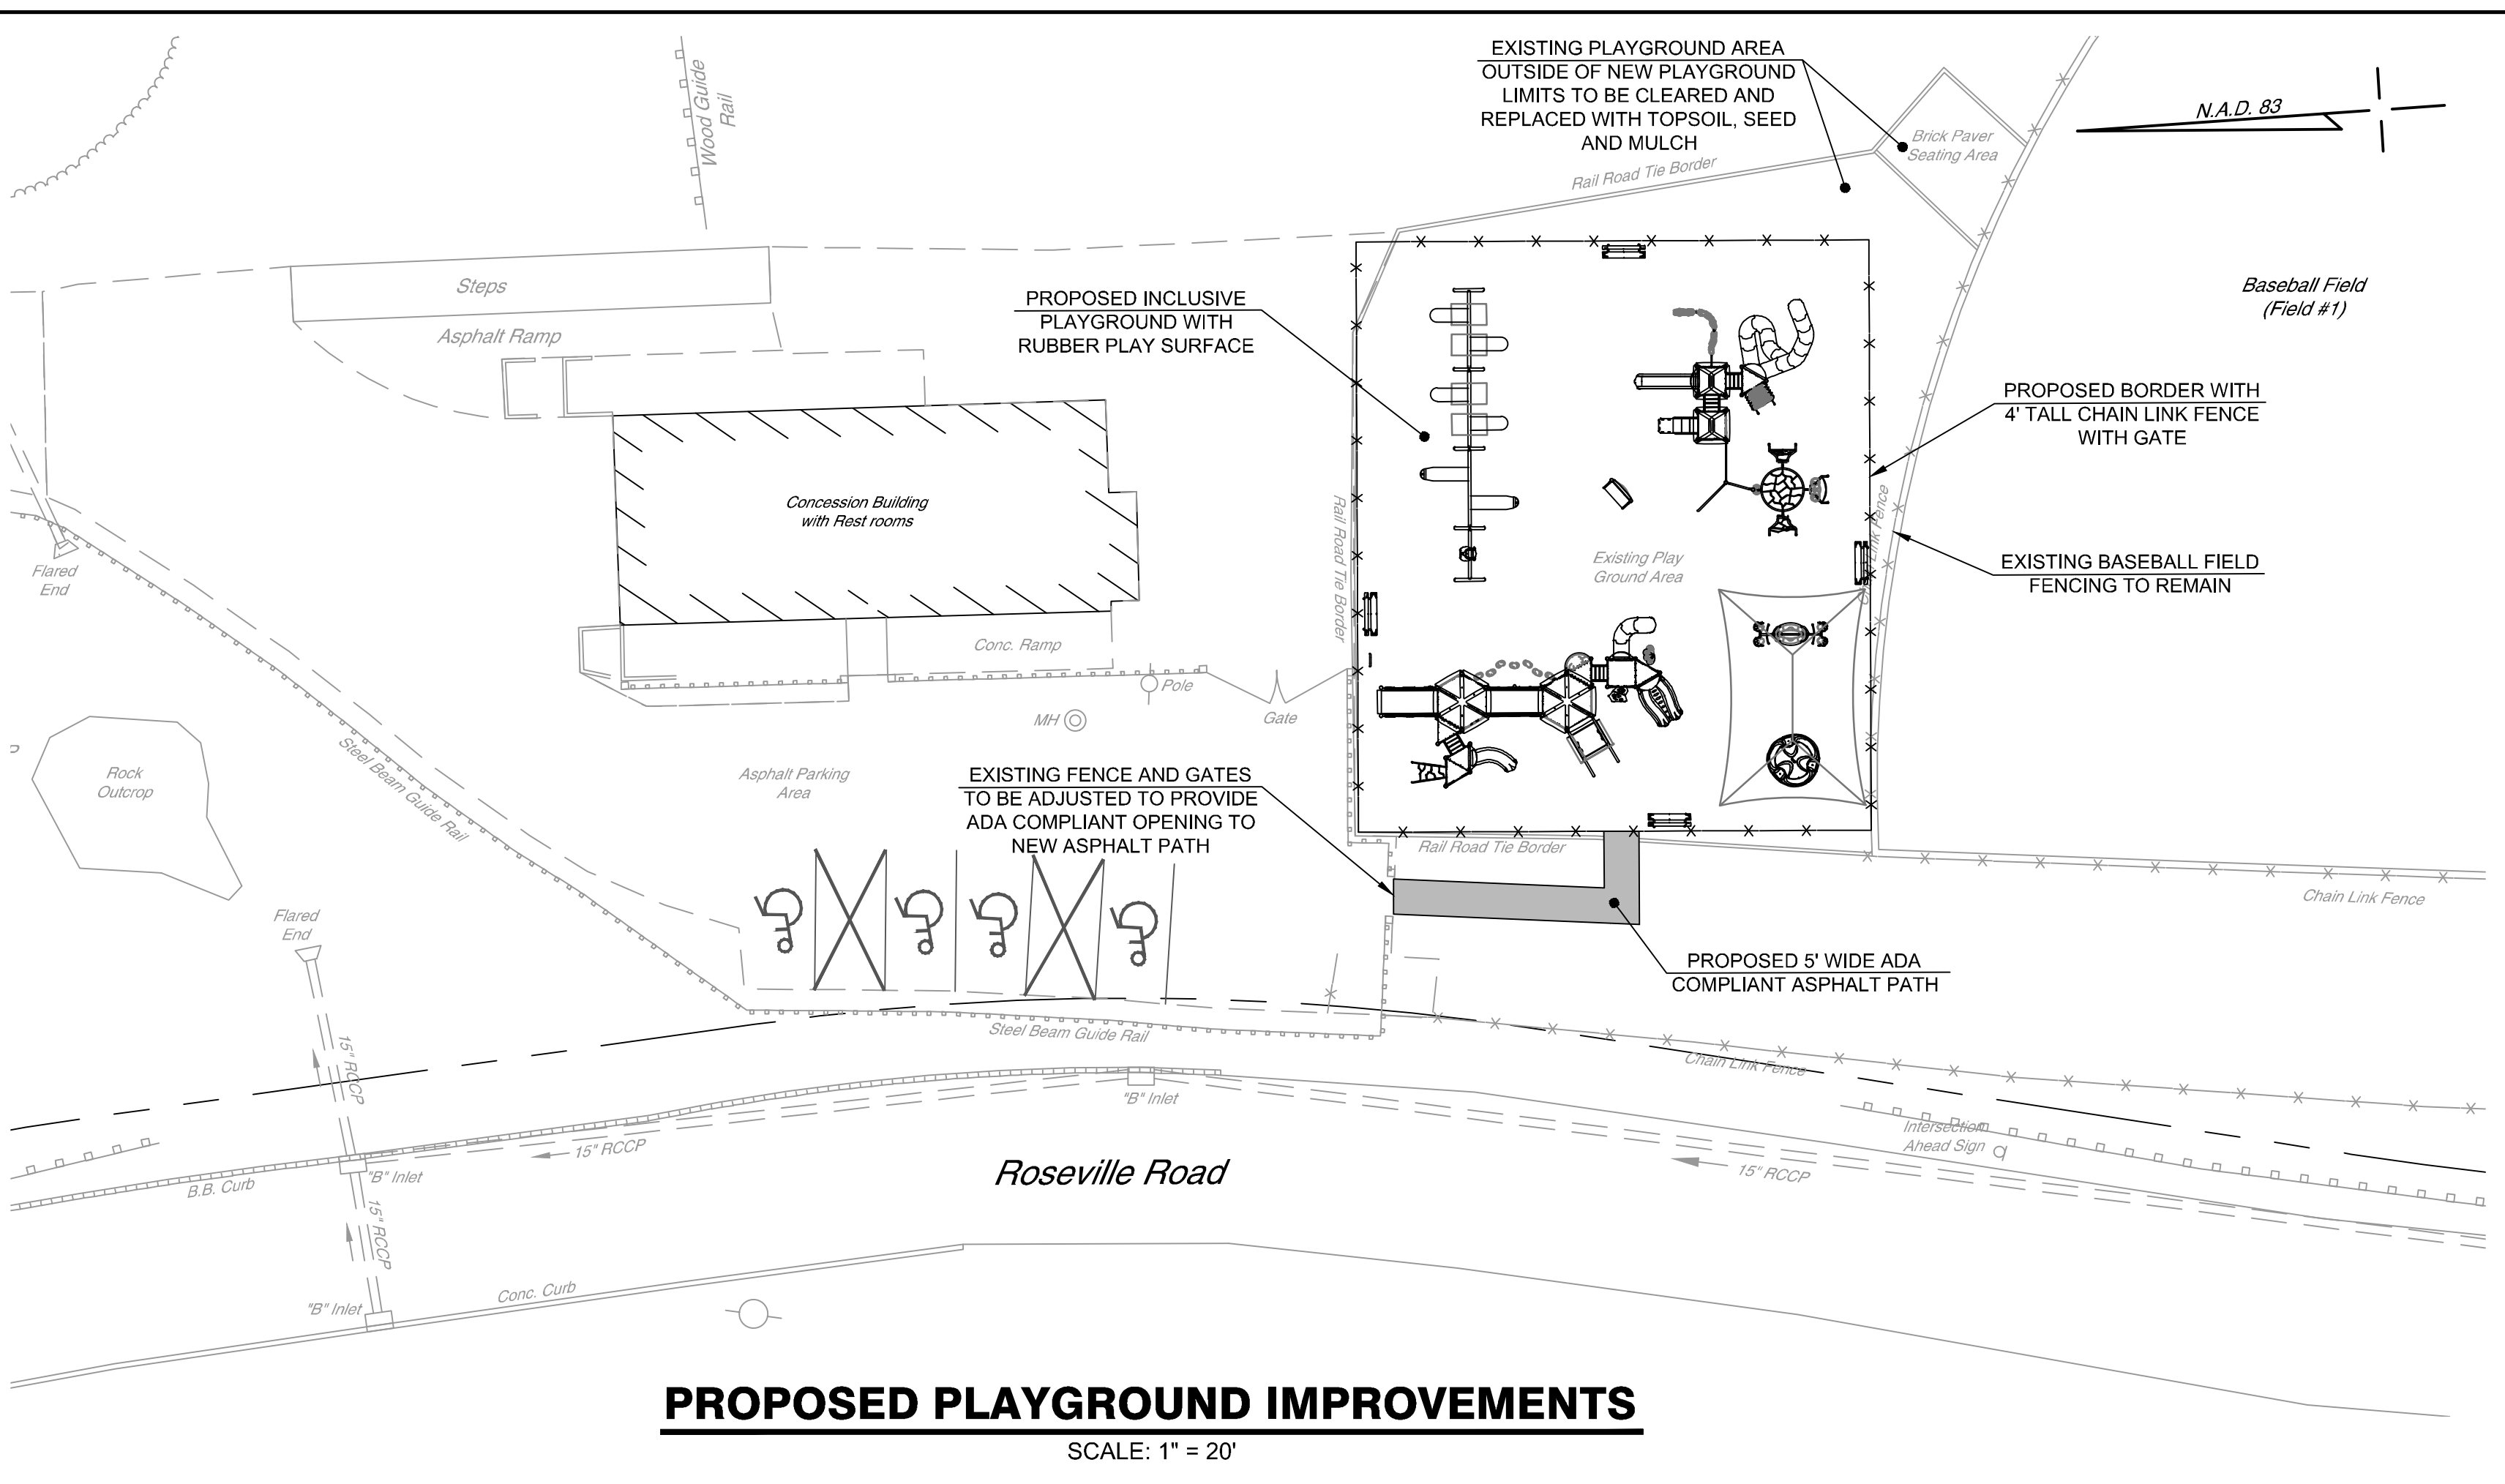 Wood Guide
Rail
EXISTING PLAYGROUND AREA
OUTSIDE OF NEW PLAYGROUND
LIMITS TO BE CLEARED AND
REPLACED WITH TOPSOIL, SEED
AND MULCH
N.A.D. 83
Brick Paver
Seating Area
Rail Road Tie Border
Steps
Asphalt Ramp
PROPOSED INCLUSIVE
PLAYGROUND WITH
RUBBER PLAY SURFACE
Baseball Field
(Field #1)
PROPOSED BORDER WITH
4' TALL CHAIN LINK FENCE
WITH GATE
Concession Building
with Rest rooms
Rail Road Tie Border
Chain Link Fence
Existing Play
Ground Area
EXISTING BASEBALL FIELD
FENCING TO REMAIN
Flared
End
Conc. Ramp
Pole
MH
Gate
Steel Beam Guide Rail
Rock
Outcrop
Asphalt Parking
Area
EXISTING FENCE AND GATES
TO BE ADJUSTED TO PROVIDE
ADA COMPLIANT OPENING TO
NEW ASPHALT PATH
Rail Road Tie Border
Chain Link Fence
Flared
End
PROPOSED 5' WIDE ADA
COMPLIANT ASPHALT PATH
Steel Beam Guide Rail
Chain Link Fence
15" RCCP
"B" Inlet
Intersection
Ahead Sign
15" RCCP
15" RCCP
"B" Inlet
B.B. Curb
Roseville Road
15" RCCP
Conc. Curb
"B" Inlet
PROPOSED PLAYGROUND IMPROVEMENTS
SCALE: 1" = 20'